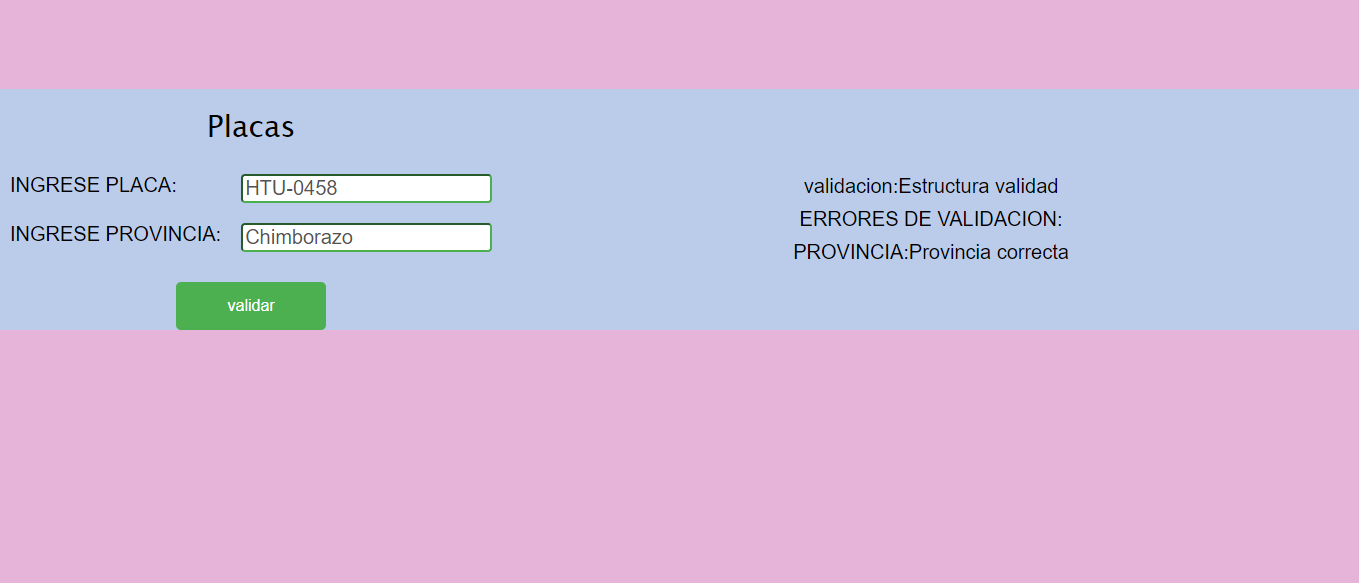 Placas
INGRESE PLACA: HTU-0458
INGRESE PROVINCIA: Chimborazo
validar
validacion:Estructura validad
ERRORES DE VALIDACION:
PROVINCIA:Provincia correcta